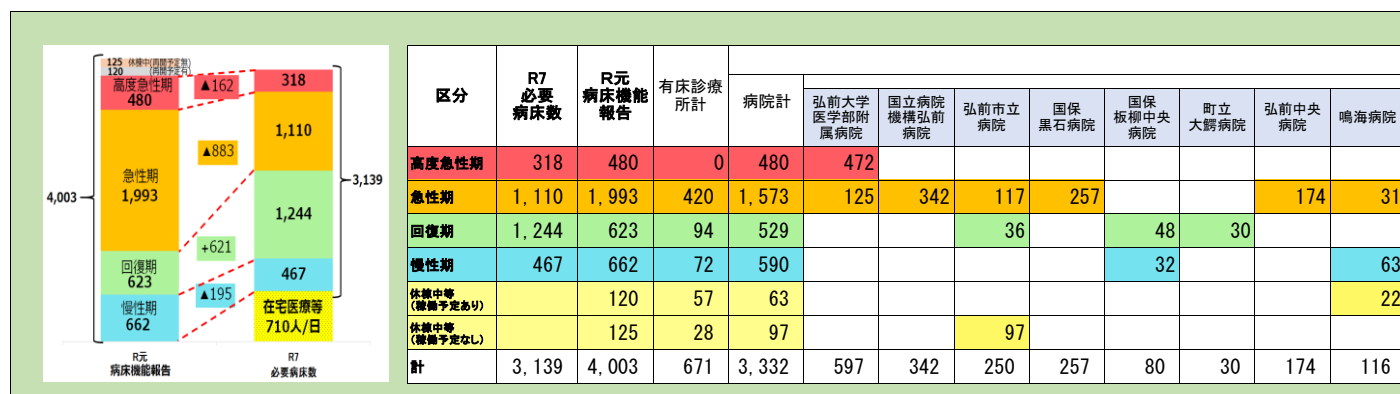 125 休棟中(再開予定無)
120 (再開予定有)
高度急性期
480
▲162
318
急性期
1,993
▲883
1,110
4,003
3,139
1,244
+621
回復期
623
467
▲195
慢性期
662
在宅医療等
710人/日
R元
病床機能報告
R7
必要病床数
区分
R7
必要
病床数
R元
病床機能
報告
有床診療
所計
病院計
弘前大学
医学部附
属病院
国立病院
機構弘前
病院
弘前市立
病院
国保
黒石病院
国保
板柳中央
病院
町立
大鰐病院
弘前中央
病院
鳴海病院
高度急性期 318 480 0 480 472
急性期 1,110 1,993 420 1,573 125 342 117 257 174 31
回復期 1,244 623 94 529 36 48 30
慢性期 467 662 72 590 32 63
休棟中等
(稼働予定あり) 120 57 63 22
休棟中等
(稼働予定なし) 125 28 97 97
計 3,139 4,003 671 3,332 597 342 250 257 80 30 174 116